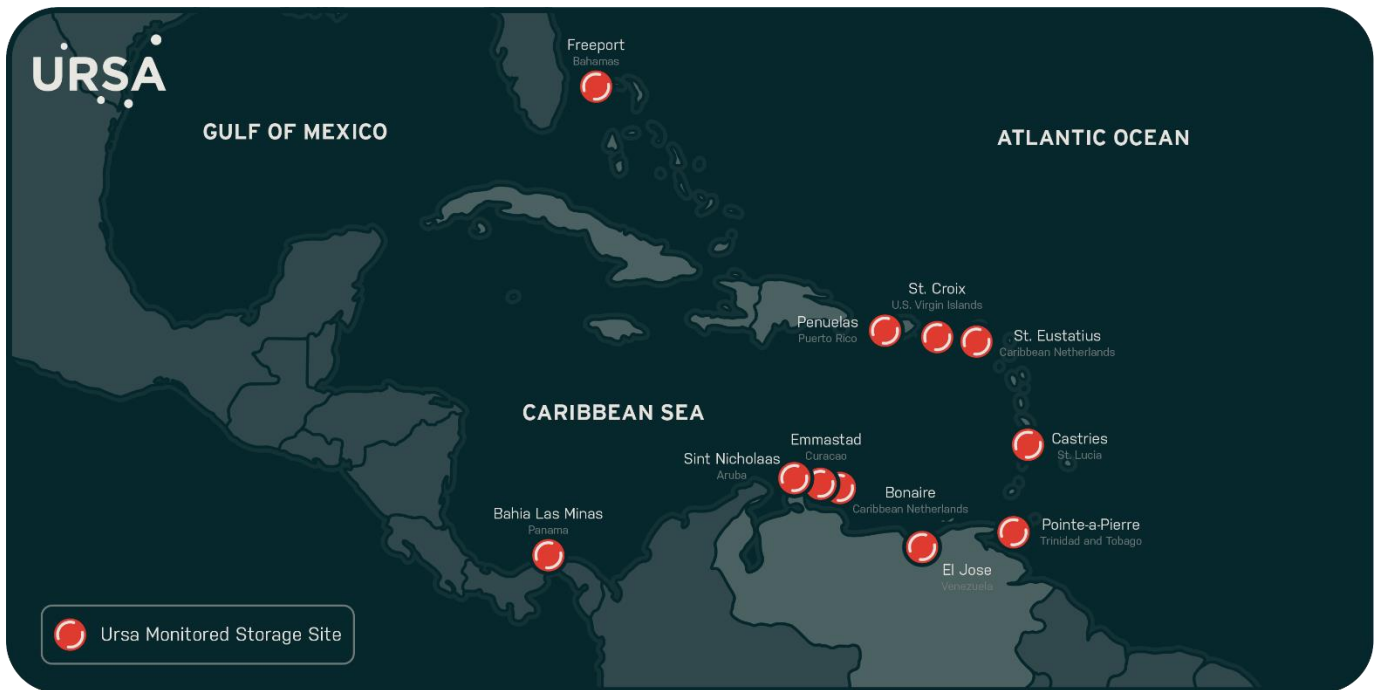 URSA
Freeport
Bahamas
GULF OF MEXICO
ATLANTIC OCEAN
St. Croix
U.S. Virgin Islands
Penuelas
Puerto Rico
St. Eustatius
Caribbean Netherlands
CARIBBEAN SEA
Emmastad
Curacao
Sint Nicholaas
Aruba
Castries
St. Lucia
Bonaire
Caribbean Netherlands
Bahia Las Minas
Panama
Pointe-a-Pierre
Trinidad and Tobago
El Jose
Venezuela
Ursa Monitored Storage Site